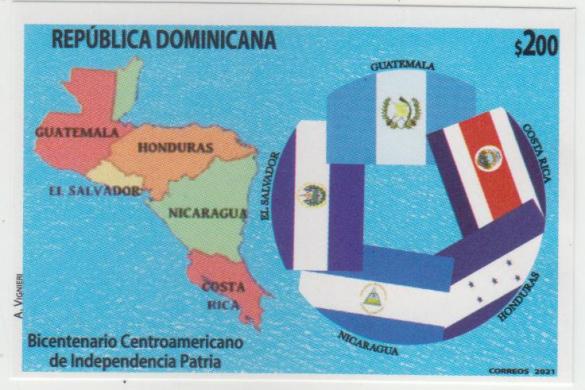 REPÚBLICA DOMINICANA
$200
GUATEMALA
HONDURAS
EL SALVADOR
NICARAGUA
COSTA
RICA
GUATEMALA
COSTA RICA
EL SALVADOR
HONDURAS
NICARAGUA
A. VIGNIERI
Bicentenario Centroamericano
de Independencia Patria
CORREOS 2021